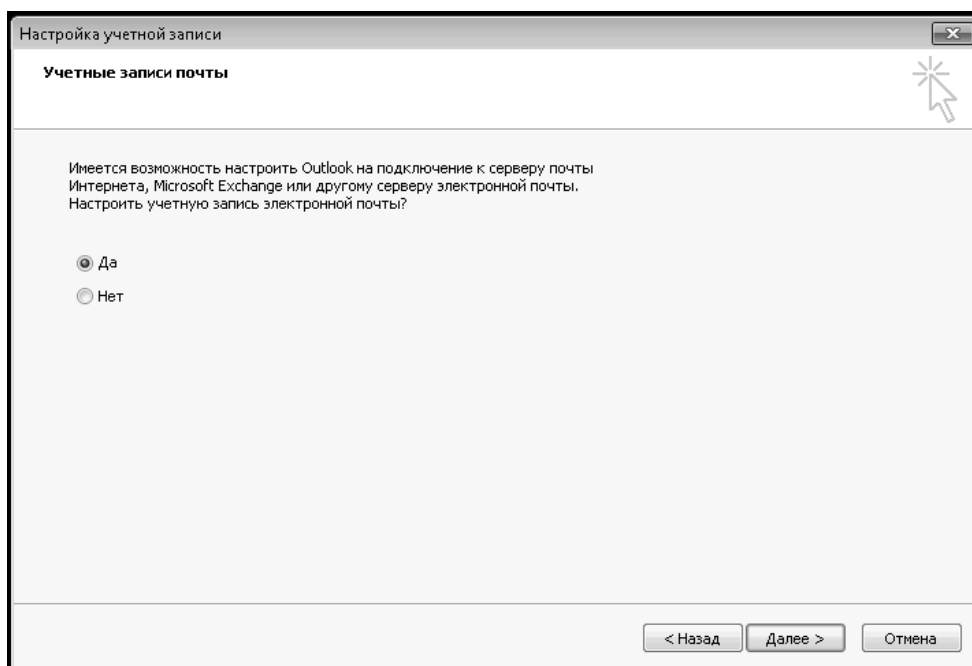 Настройка учетной записи
Учетные записи почты
Имеется возможность настроить Outlook на подключение к серверу почты
Интернета, Microsoft Exchange или другому серверу электронной почты.
Настроить учетную запись электронной почты?
Да
Нет
< Назад
Далее >
Отмена